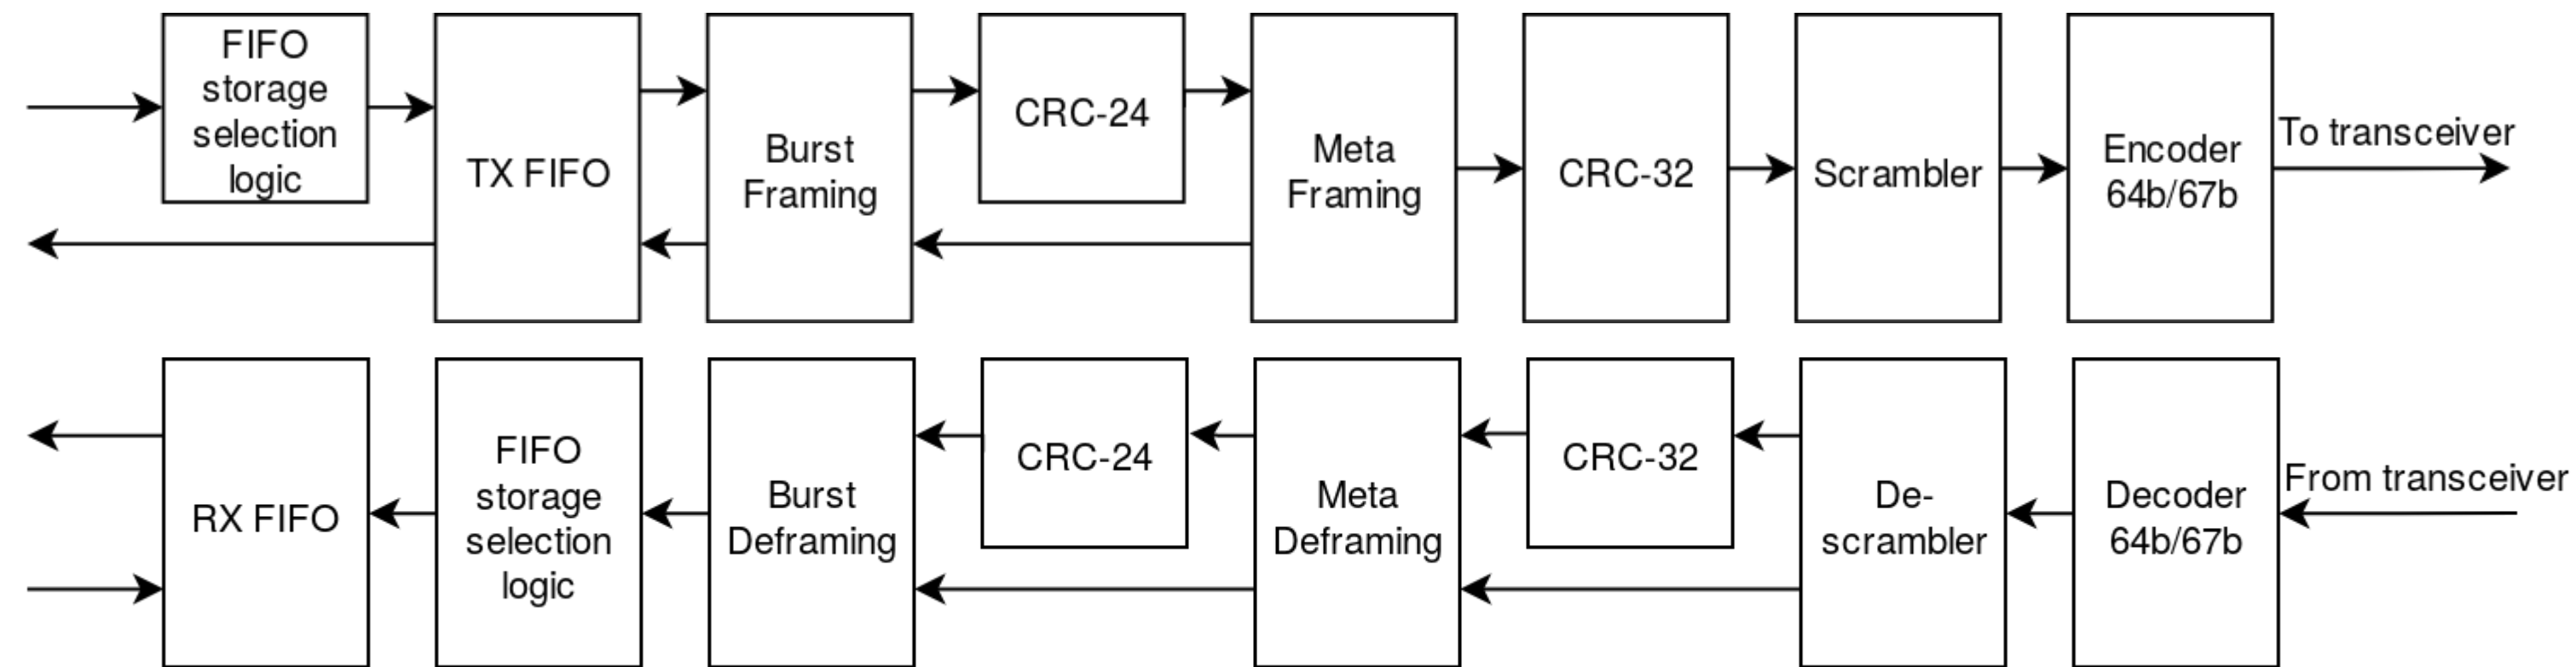 FIFO
storage
selection
logic
TX FIFO
Burst
Framing
CRC-24
Meta
Framing
CRC-32
Scrambler
Encoder
64b/67b
To transceiver
RX FIFO
FIFO
storage
selection
logic
Burst
Deframing
CRC-24
Meta
Deframing
CRC-32
De-
scrambler
Decoder
64b/67b
From transceiver